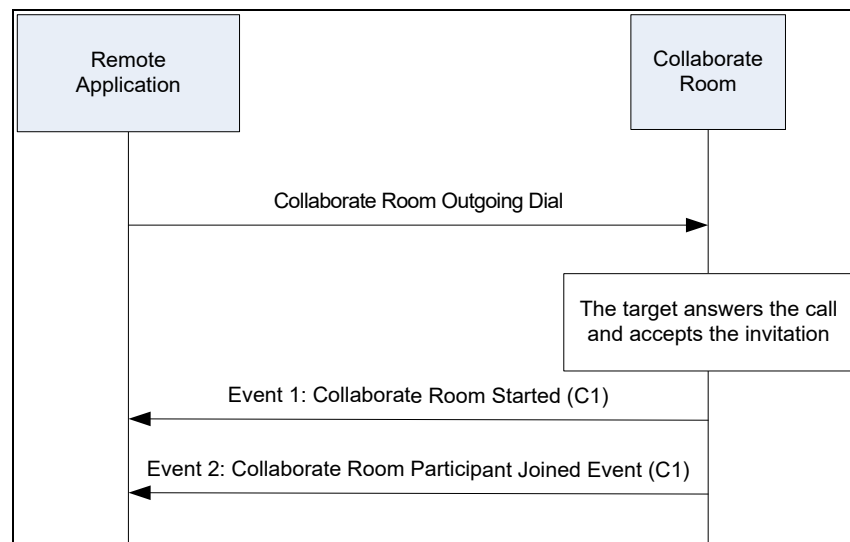 Remote
Application
Collaborate
Room
Collaborate Room Outgoing Dial
The target answers the call
and accepts the invitation
Event 1: Collaborate Room Started (C1)
Event 2: Collaborate Room Participant Joined Event (C1)